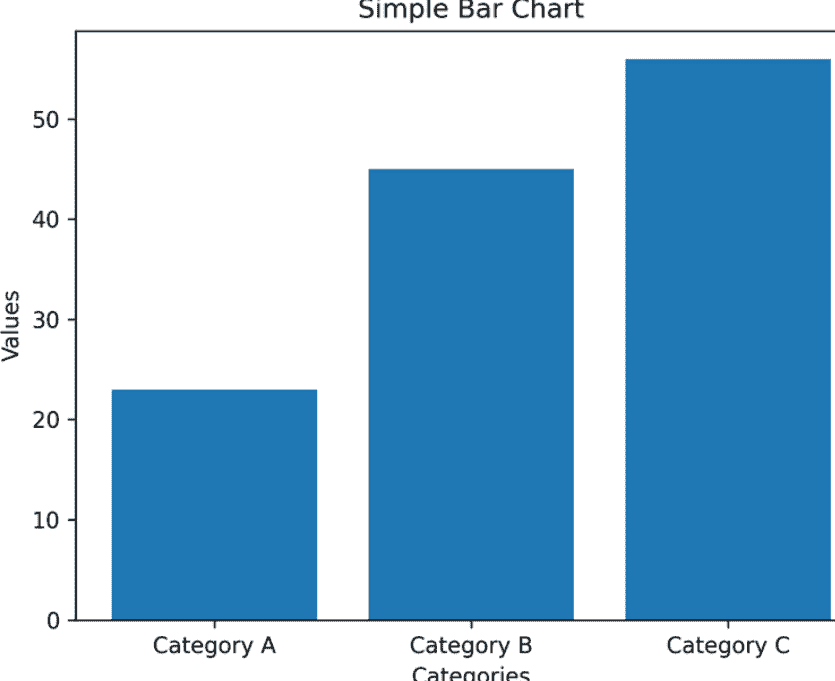 Simple Bar Chart
Values
50
40
30
20
10
0
Category A
Category B
Category C
Categories